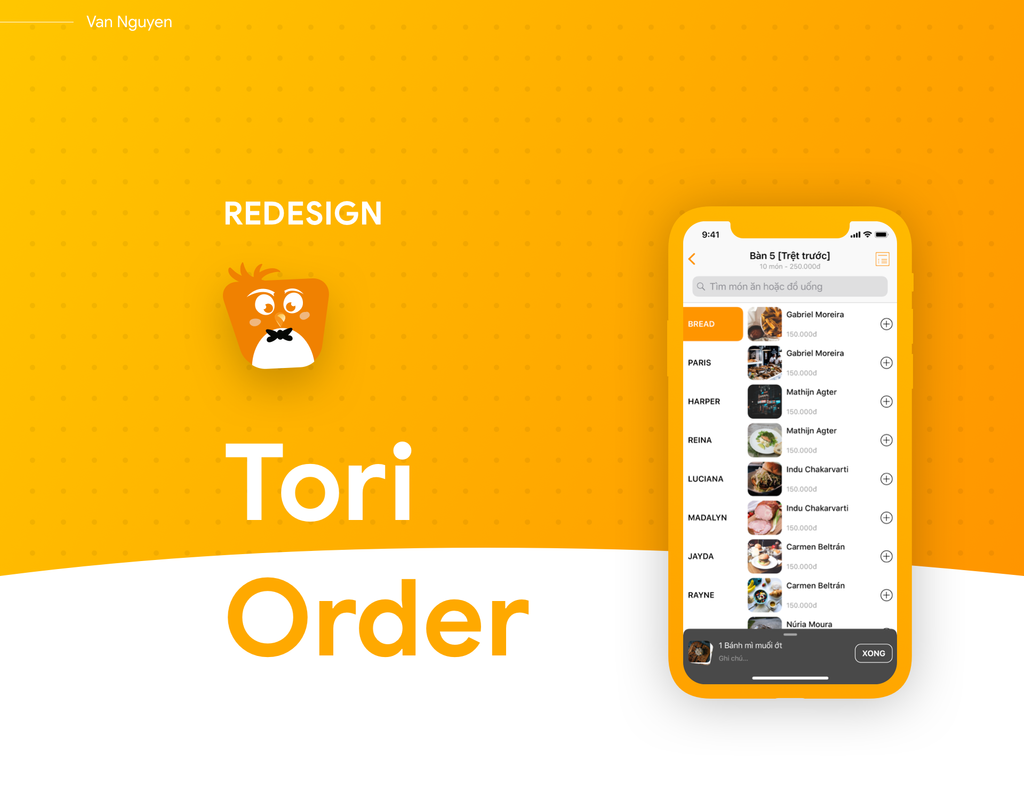 Van Nguyen
REDESIGN
Tori
Order
9:41
Bàn 5 [Trệt trước]
10 món - 250.000đ
Tìm món ăn hoặc đồ uống
BREAD
Gabriel Moreira
150.000đ
PARIS
Gabriel Moreira
150.000đ
HARPER
Mathijn Agter
150.000đ
REINA
Mathijn Agter
150.000đ
LUCIANA
Indu Chakarvarti
150.000đ
MADALYN
Indu Chakarvarti
150.000đ
JAYDA
Carmen Beltrán
150.000đ
RAYNE
Carmen Beltrán
150.000đ
Núria Moura
1 Bánh mì muối ớt
Ghi chú...
XONG